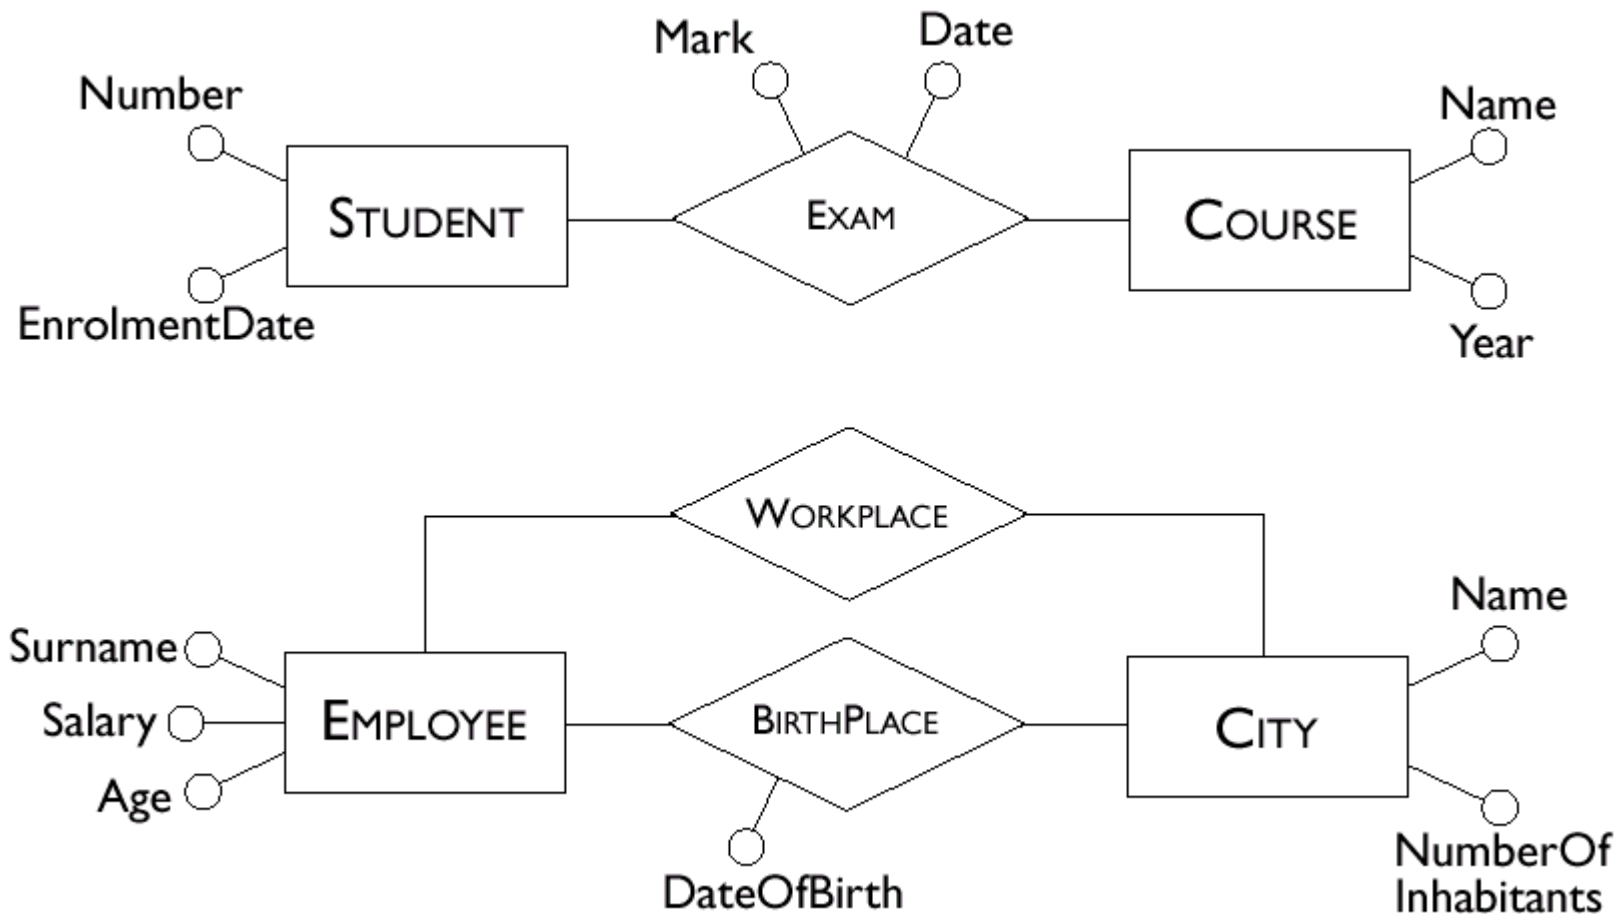 Mark
Date
Number
Name
STUDENT
EXAM
COURSE
EnrolmentDate
Year
WORKPLACE
Name
Surname
Salary
EMPLOYEE
BIRTHPLACE
CITY
Age
DateOfBirth
NumberOf
Inhabitants